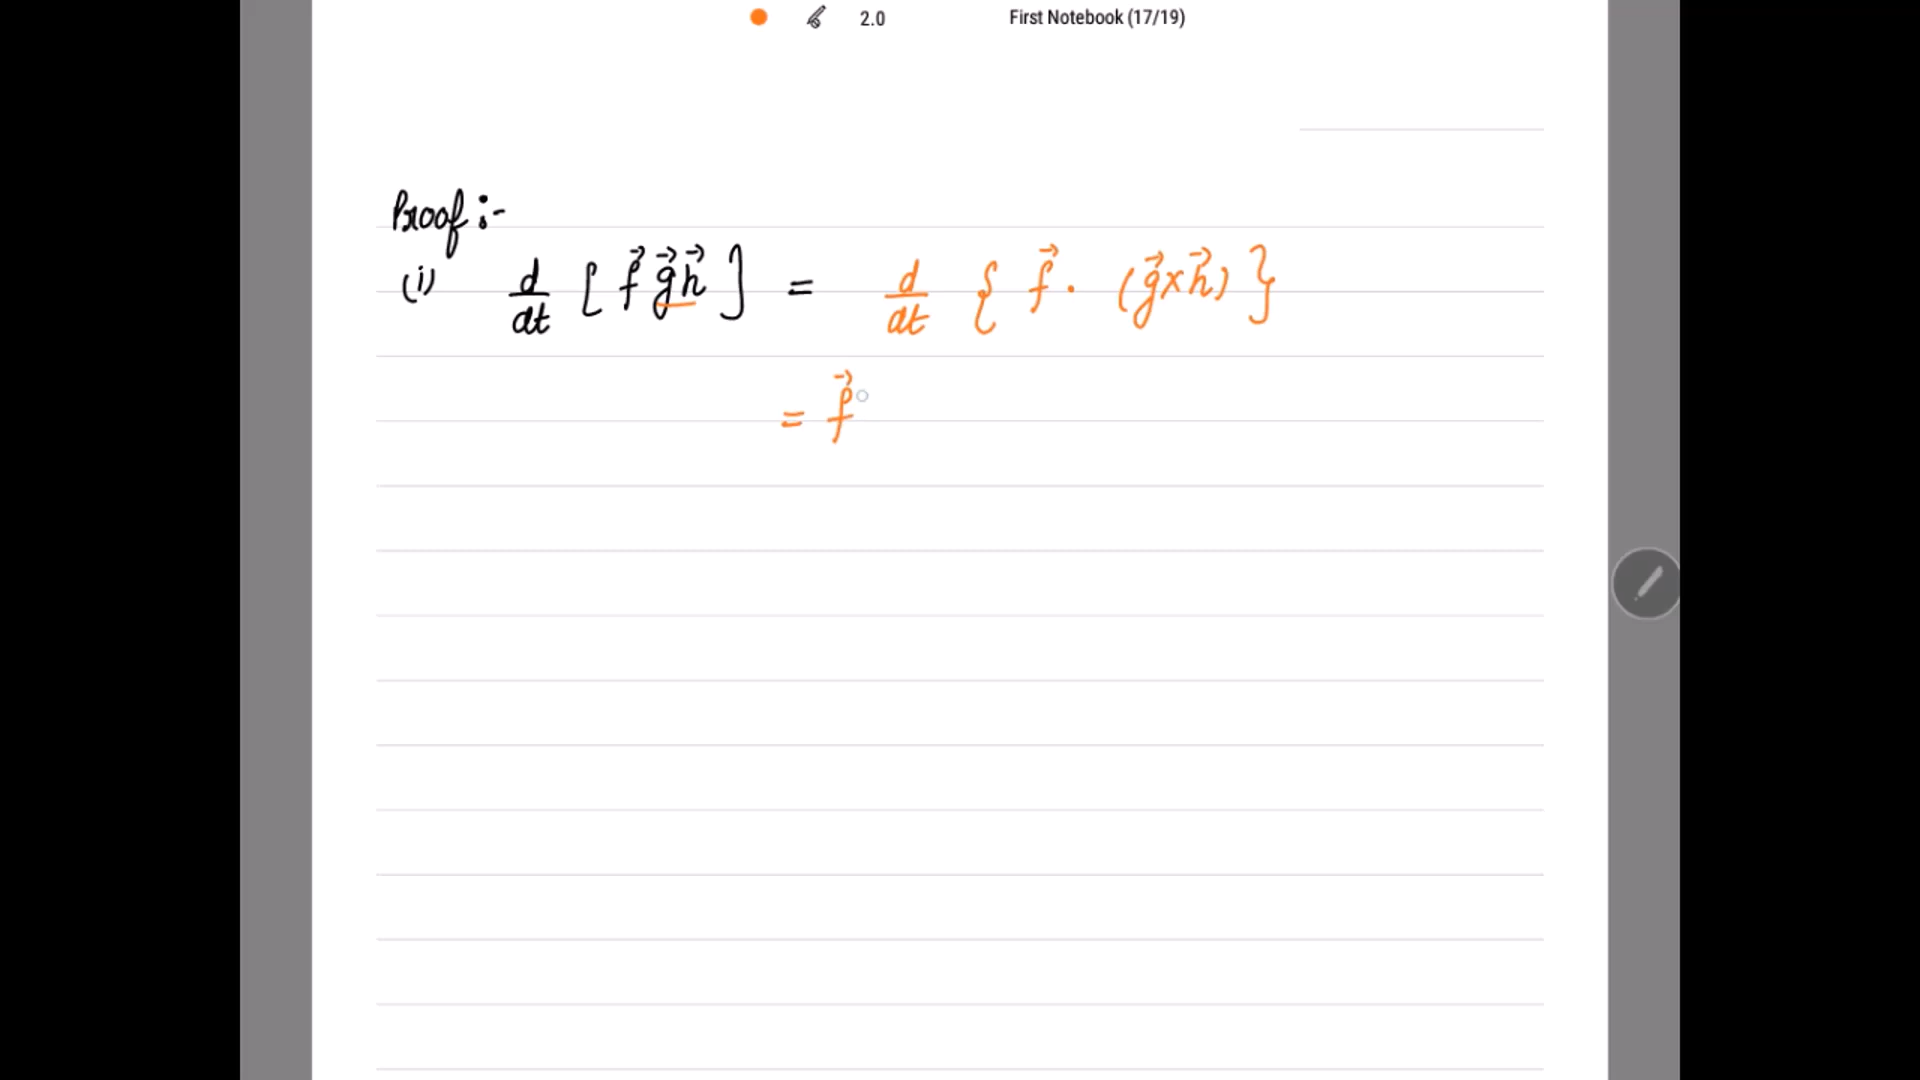 2.0 First Notebook (17/19)
Proof :-
(i) d/dt [ f⃗ g⃗ h⃗ ] = d/dt { f⃗ . (g⃗ x h⃗) }
= f⃗